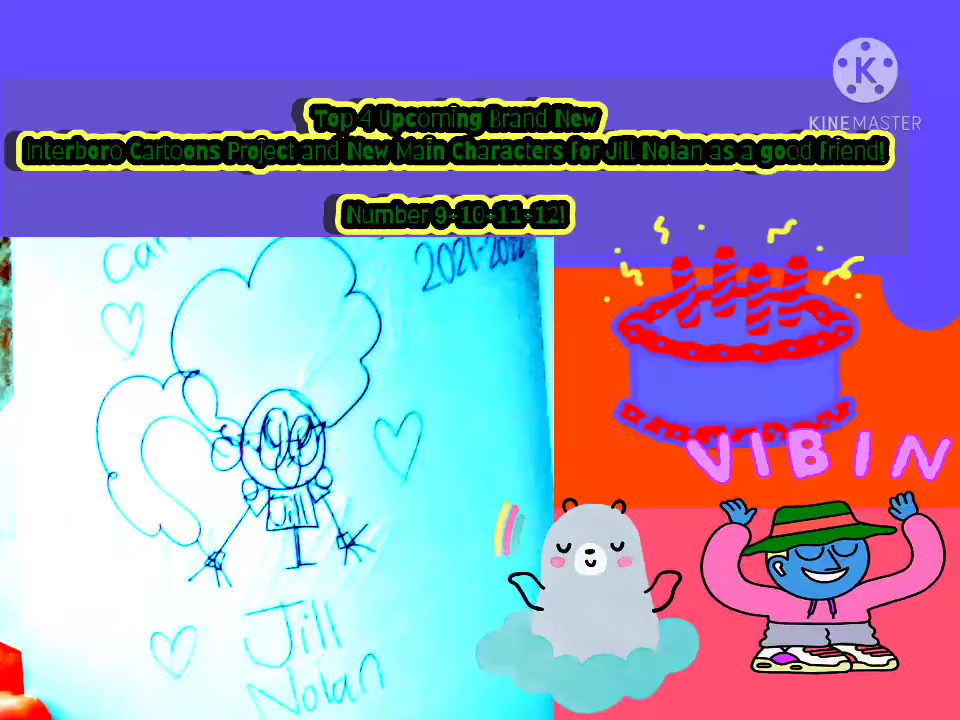 K
KINEMASTER
Top 4 Upcoming Brand New
Interboro Cartoons Project and New Main Characters for Jill Nolan as a good friend!
Number 9-10-11-12!
2021-2022
VIBIN
Jill
Jill
Nolan